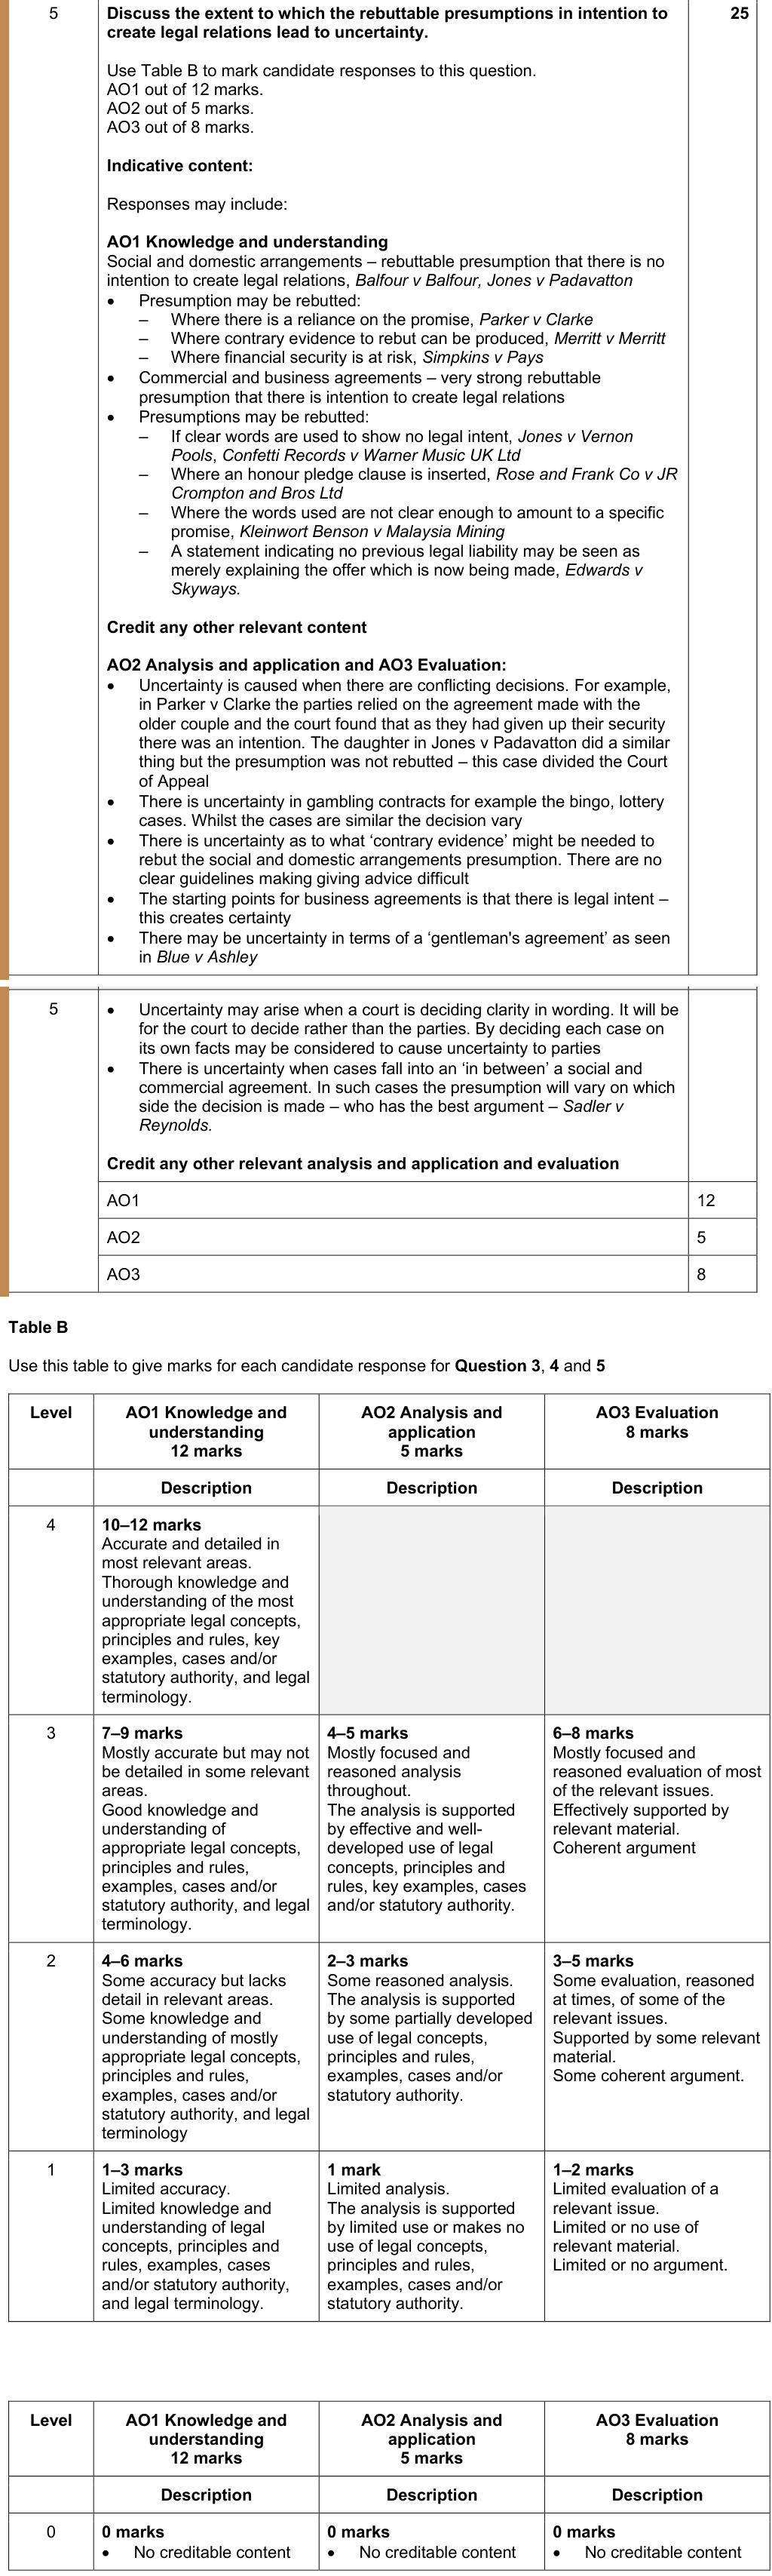 5
Discuss the extent to which the rebuttable presumptions in intention to
create legal relations lead to uncertainty.
25
Use Table B to mark candidate responses to this question.
AO1 out of 12 marks.
AO2 out of 5 marks.
AO3 out of 8 marks.
Indicative content:
Responses may include:
AO1 Knowledge and understanding
Social and domestic arrangements – rebuttable presumption that there is no
intention to create legal relations, Balfour v Balfour, Jones v Padavatton
• Presumption may be rebutted:
– Where there is a reliance on the promise, Parker v Clarke
– Where contrary evidence to rebut can be produced, Merritt v Merritt
– Where financial security is at risk, Simpkins v Pays
• Commercial and business agreements – very strong rebuttable
presumption that there is intention to create legal relations
• Presumptions may be rebutted:
– If clear words are used to show no legal intent, Jones v Vernon
Pools, Confetti Records v Warner Music UK Ltd
– Where an honour pledge clause is inserted, Rose and Frank Co v JR
Crompton and Bros Ltd
– Where the words used are not clear enough to amount to a specific
promise, Kleinwort Benson v Malaysia Mining
– A statement indicating no previous legal liability may be seen as
merely explaining the offer which is now being made, Edwards v
Skyways.
Credit any other relevant content
AO2 Analysis and application and AO3 Evaluation:
• Uncertainty is caused when there are conflicting decisions. For example,
in Parker v Clarke the parties relied on the agreement made with the
older couple and the court found that as they had given up their security
there was an intention. The daughter in Jones v Padavatton did a similar
thing but the presumption was not rebutted – this case divided the Court
of Appeal
• There is uncertainty in gambling contracts for example the bingo, lottery
cases. Whilst the cases are similar the decision vary
• There is uncertainty as to what ‘contrary evidence’ might be needed to
rebut the social and domestic arrangements presumption. There are no
clear guidelines making giving advice difficult
• The starting points for business agreements is that there is legal intent –
this creates certainty
• There may be uncertainty in terms of a ‘gentleman's agreement’ as seen
in Blue v Ashley
5
• Uncertainty may arise when a court is deciding clarity in wording. It will be
for the court to decide rather than the parties. By deciding each case on
its own facts may be considered to cause uncertainty to parties
• There is uncertainty when cases fall into an ‘in between’ a social and
commercial agreement. In such cases the presumption will vary on which
side the decision is made – who has the best argument – Sadler v
Reynolds.
Credit any other relevant analysis and application and evaluation
AO1 12
AO2 5
AO3 8
Table B
Use this table to give marks for each candidate response for Question 3, 4 and 5
Level
AO1 Knowledge and
understanding
12 marks
AO2 Analysis and
application
5 marks
AO3 Evaluation
8 marks
Description
Description
Description
4
10–12 marks
Accurate and detailed in
most relevant areas.
Thorough knowledge and
understanding of the most
appropriate legal concepts,
principles and rules, key
examples, cases and/or
statutory authority, and legal
terminology.
3
7–9 marks
Mostly accurate but may not
be detailed in some relevant
areas.
Good knowledge and
understanding of
appropriate legal concepts,
principles and rules,
examples, cases and/or
statutory authority, and legal
terminology.
4–5 marks
Mostly focused and
reasoned analysis
throughout.
The analysis is supported
by effective and well-
developed use of legal
concepts, principles and
rules, key examples, cases
and/or statutory authority.
6–8 marks
Mostly focused and
reasoned evaluation of most
of the relevant issues.
Effectively supported by
relevant material.
Coherent argument
2
4–6 marks
Some accuracy but lacks
detail in relevant areas.
Some knowledge and
understanding of mostly
appropriate legal concepts,
principles and rules,
examples, cases and/or
statutory authority, and legal
terminology
2–3 marks
Some reasoned analysis.
The analysis is supported
by some partially developed
use of legal concepts,
principles and rules,
examples, cases and/or
statutory authority.
3–5 marks
Some evaluation, reasoned
at times, of some of the
relevant issues.
Supported by some relevant
material.
Some coherent argument.
1
1–3 marks
Limited accuracy.
Limited knowledge and
understanding of legal
concepts, principles and
rules, examples, cases
and/or statutory authority,
and legal terminology.
1 mark
Limited analysis.
The analysis is supported
by limited use or makes no
use of legal concepts,
principles and rules,
examples, cases and/or
statutory authority.
1–2 marks
Limited evaluation of a
relevant issue.
Limited or no use of
relevant material.
Limited or no argument.
Level
AO1 Knowledge and
understanding
12 marks
AO2 Analysis and
application
5 marks
AO3 Evaluation
8 marks
Description
Description
Description
0
0 marks
• No creditable content
0 marks
• No creditable content
0 marks
• No creditable content